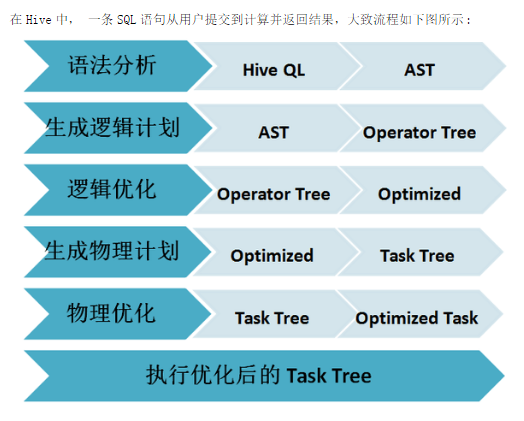 在 Hive 中， 一条 SQL 语句从用户提交到计算并返回结果，大致流程如下图所示：
语法分析 Hive QL AST
生成逻辑计划 AST Operator Tree
逻辑优化 Operator Tree Optimized
生成物理计划 Optimized Task Tree
物理优化 Task Tree Optimized Task
执行优化后的 Task Tree